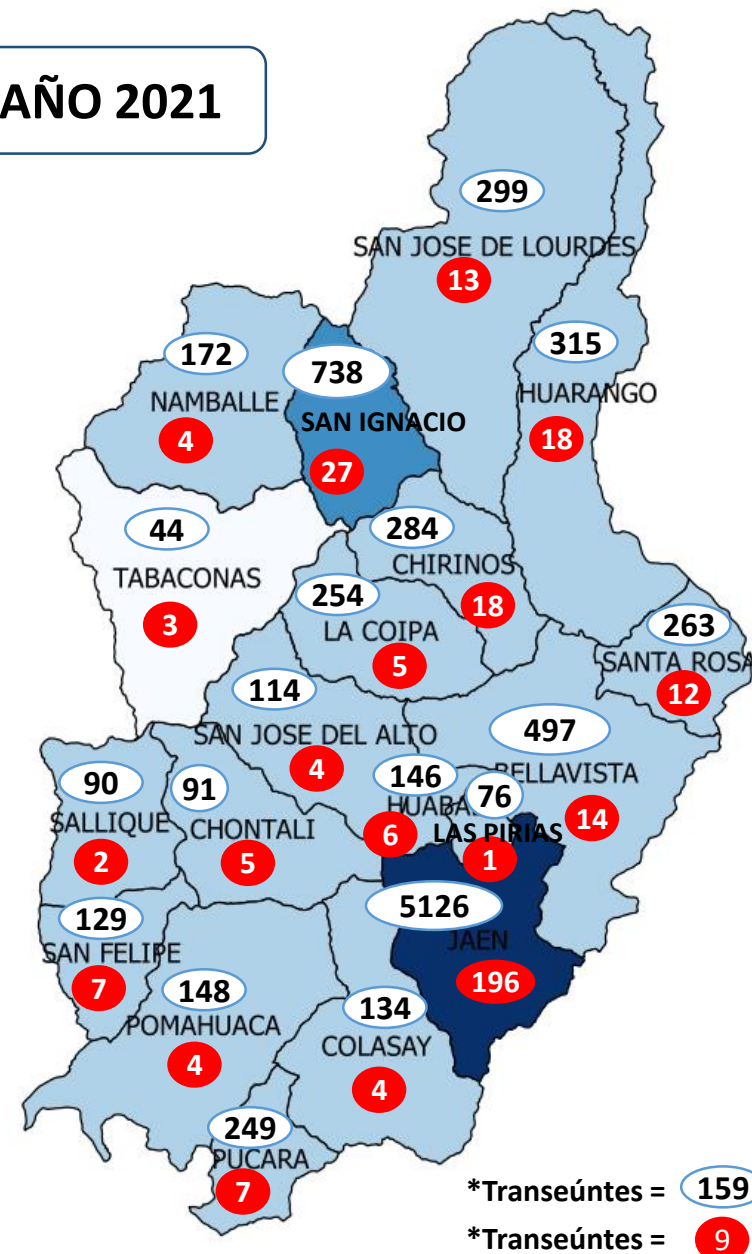 AÑO 2021
299
SAN JOSE DE LOURDES
13
315
HUARANGO
18
172
NAMBALLE
4
738
SAN IGNACIO
27
44
TABACONAS
3
284
CHIRINOS
18
254
LA COIPA
5
263
SANTA ROSA
12
114
SAN JOSE DEL ALTO
4
497
BELLAVISTA
14
146
HUABA
6
76
LAS PIRIAS
1
90
SALLIQUE
2
91
CHONTALI
5
5126
JAEN
196
129
SAN FELIPE
7
148
POMAHUACA
4
134
COLASAY
4
249
PUCARA
7
*Transeúntes = 159
*Transeúntes = 9